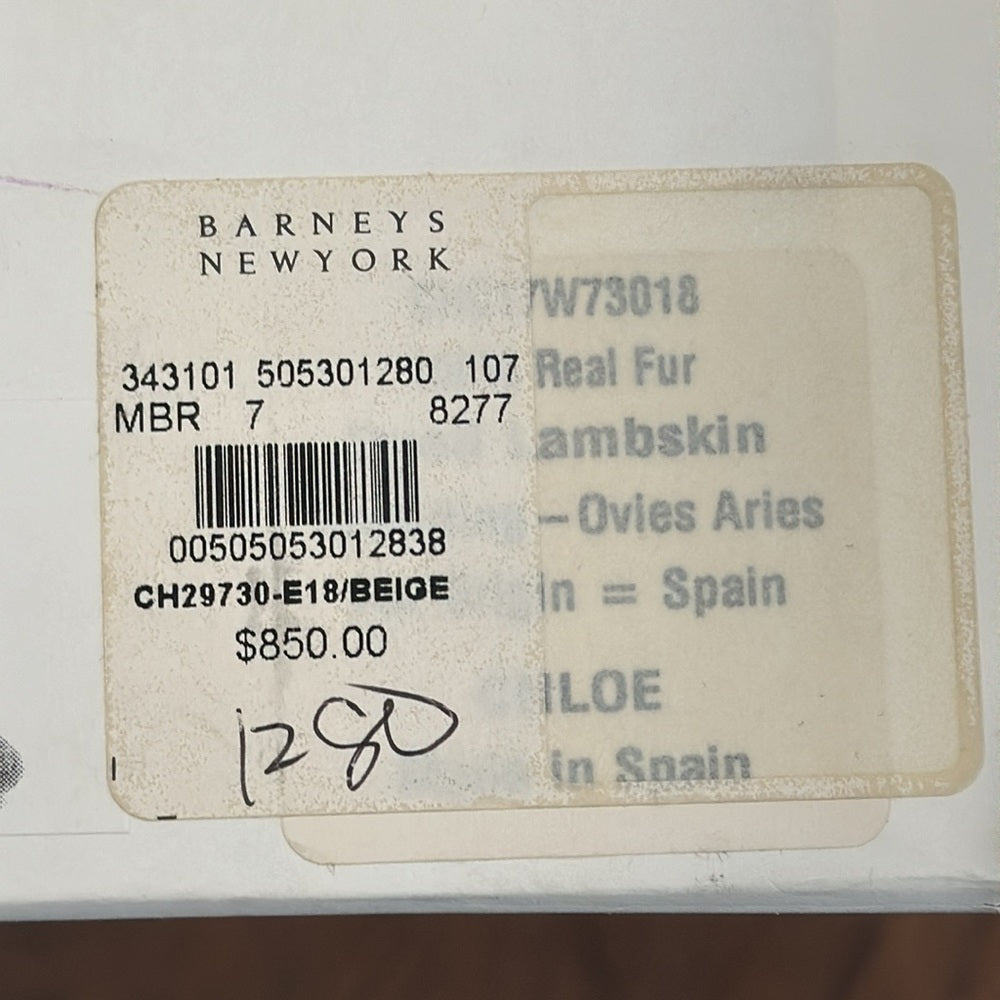 BARNEYS
NEWYORK
343101 505301280 107
MBR 7 8277
00505053012838
CH29730-E18/BEIGE
$850.00
1280
W73018
Real Fur
ambskin
– Ovies Aries
in = Spain
HLOE
in Spain